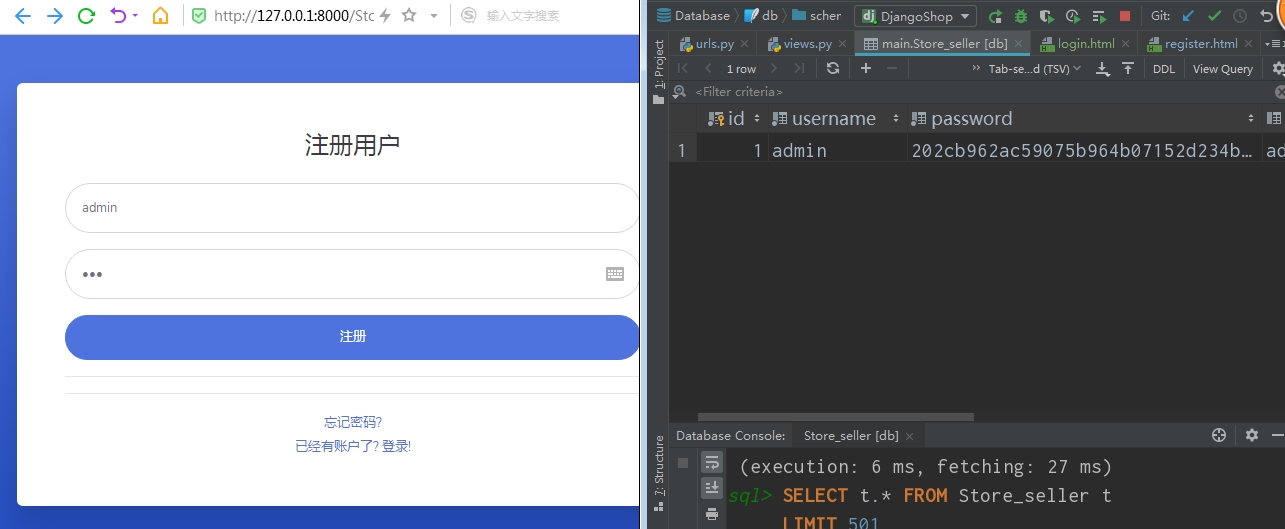 http://127.0.0.1:8000/Sto
输入文字搜索
注册用户
admin
•••
注册
忘记密码?
已经有账户了? 登录!
Database
db
scher
DjangoShop
Git:
urls.py
views.py
main.Store_seller [db]
login.html
register.html
1: Project
1 row
Tab-se...d (TSV)
DDL
View Query
<Filter criteria>
id
username
password
1
1
admin
202cb962ac59075b964b07152d234b…
ad
7: Structure
Database Console:
Store_seller [db]
(execution: 6 ms, fetching: 27 ms)
sql> SELECT t.* FROM Store_seller t
LIMIT 501